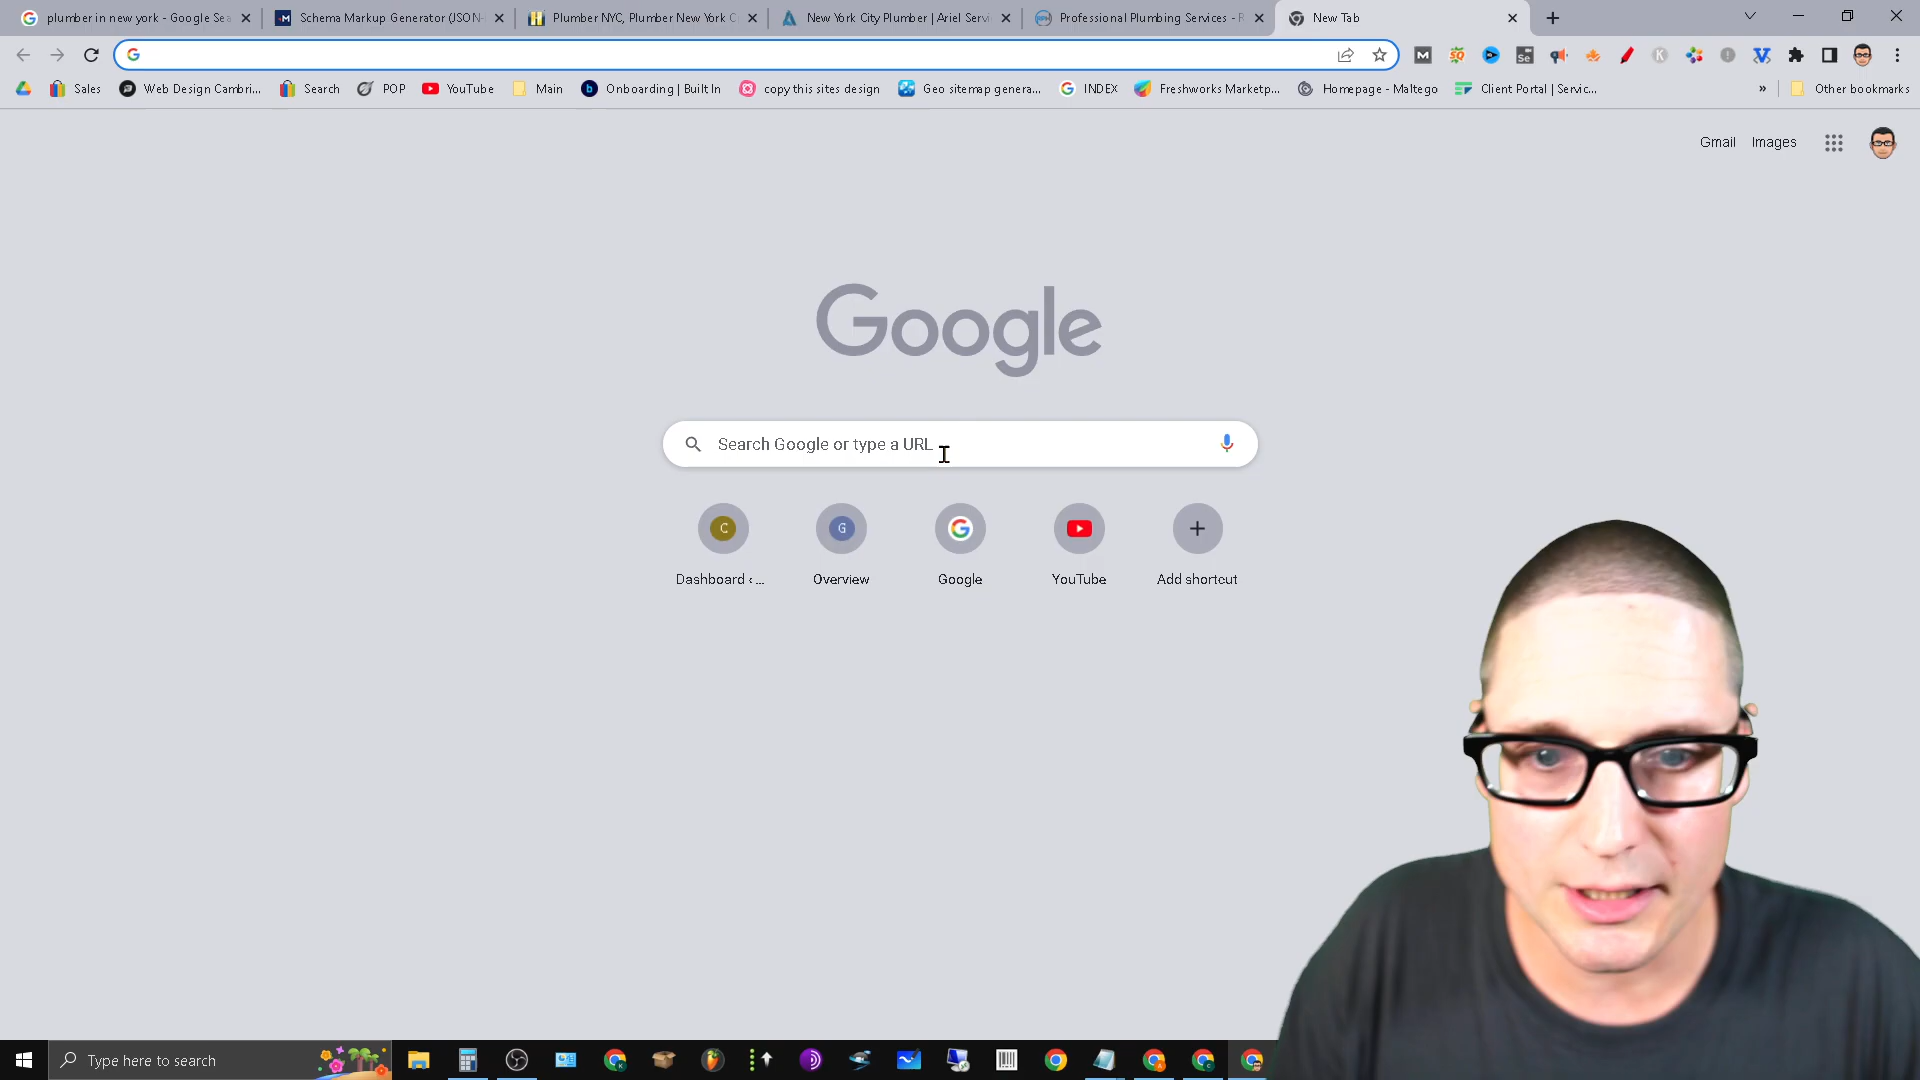 plumber in new york - Google Sea
Schema Markup Generator (JSON-
Plumber NYC, Plumber New York C
New York City Plumber | Ariel Servi
Professional Plumbing Services - R
New Tab
Sales
Web Design Cambri...
Search
POP
YouTube
Main
Onboarding | Built In
copy this sites design
Geo sitemap genera...
INDEX
Freshworks Marketp...
Homepage - Maltego
Client Portal | Servic...
»
Other bookmarks
Gmail
Images
Google
Search Google or type a URL
C
G
Dashboard ‹ ...
Overview
Google
YouTube
Add shortcut
Type here to search